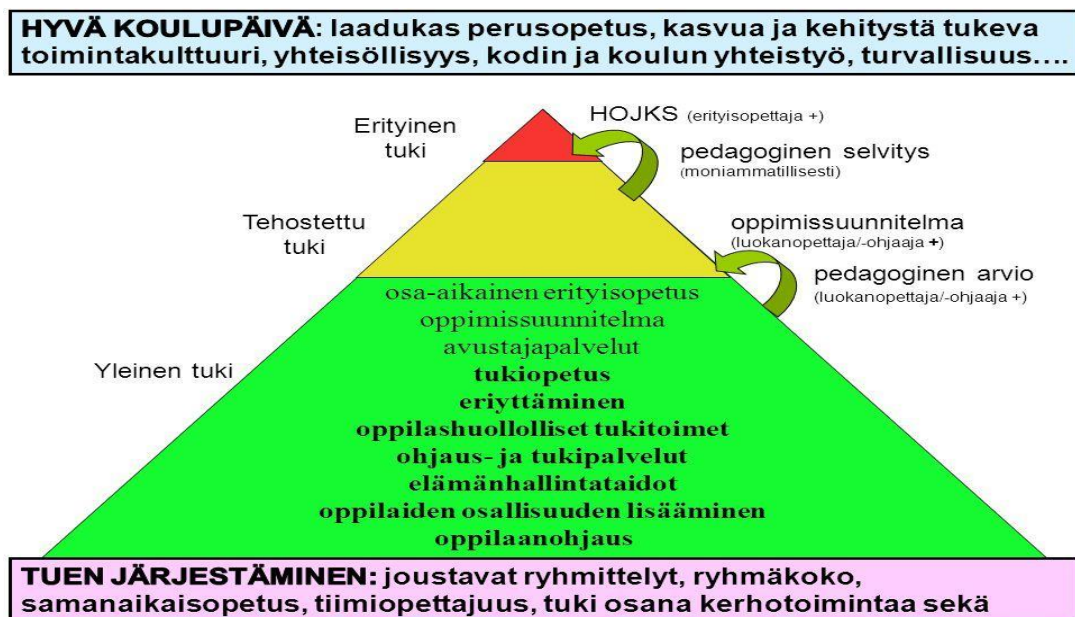 HYVÄ KOULUPÄIVÄ: laadukas perusopetus, kasvua ja kehitystä tukeva
toimintakulttuuri, yhteisöllisyys, kodin ja koulun yhteistyö, turvallisuus….
Erityinen
tuki
HOJKS (erityisopettaja +)
pedagoginen selvitys
(moniammatillisesti)
Tehostettu
tuki
oppimissuunnitelma
(luokanopettaja/-ohjaaja +)
pedagoginen arvio
(luokanopettaja/-ohjaaja +)
Yleinen tuki
osa-aikainen erityisopetus
oppimissuunnitelma
avustajapalvelut
tukiopetus
eriyttäminen
oppilashuollolliset tukitoimet
ohjaus- ja tukipalvelut
elämänhallintataidot
oppilaiden osallisuuden lisääminen
oppilaanohjaus
TUEN JÄRJESTÄMINEN: joustavat ryhmittelyt, ryhmäkoko,
samanaikaisopetus, tiimiopettajuus, tuki osana kerhotoimintaa sekä